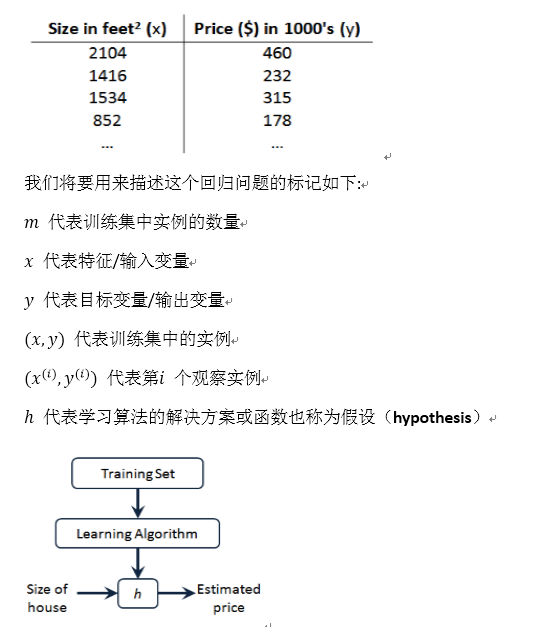 Size in feet² (x) Price ($) in 1000's (y)
2104 460
1416 232
1534 315
852 178
... ...
我们将要用来描述这个回归问题的标记如下:
m 代表训练集中实例的数量
x 代表特征/输入变量
y 代表目标变量/输出变量
(x, y) 代表训练集中的实例
(x⁽ⁱ⁾, y⁽ⁱ⁾) 代表第i 个观察实例
h 代表学习算法的解决方案或函数也称为假设（hypothesis）
Training Set
Learning Algorithm
Size of
house
h
Estimated
price